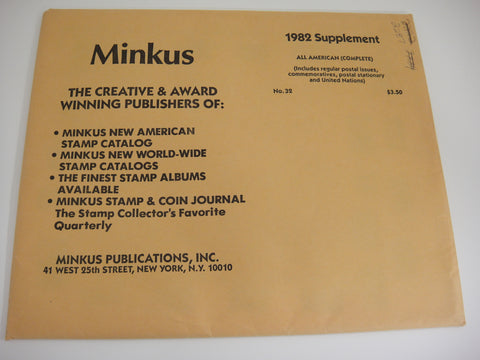 Minkus
THE CREATIVE & AWARD
WINNING PUBLISHERS OF:
• MINKUS NEW AMERICAN
STAMP CATALOG
• MINKUS NEW WORLD-WIDE
STAMP CATALOGS
• THE FINEST STAMP ALBUMS
AVAILABLE
• MINKUS STAMP & COIN JOURNAL
The Stamp Collector's Favorite
Quarterly
MINKUS PUBLICATIONS, INC.
41 WEST 25th STREET, NEW YORK, N.Y. 10010
1982 Supplement
ALL AMERICAN (COMPLETE)
(Includes regular postal issues,
commemoratives, postal stationary
and United Nations)
No. 32 $3.50